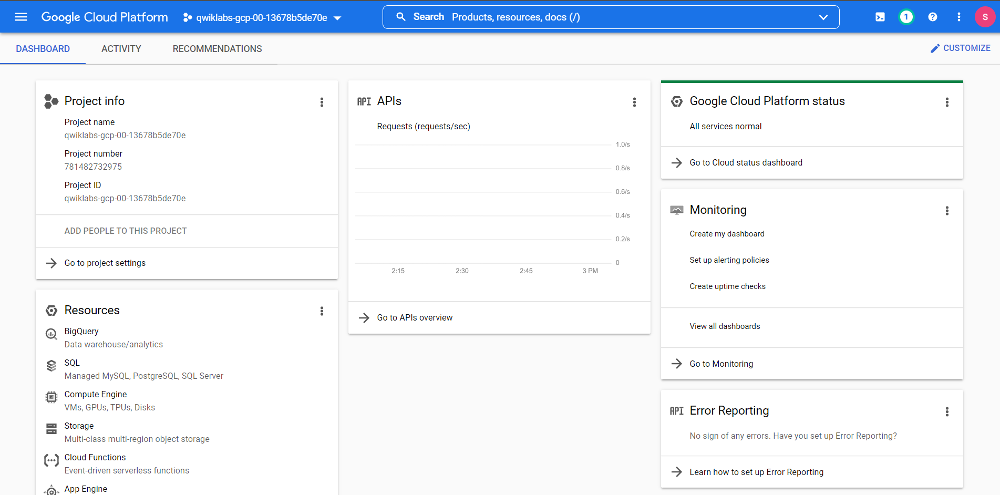 Google Cloud Platform
qwiklabs-gcp-00-13678b5de70e
Search Products, resources, docs (/)
1
?
S
DASHBOARD
ACTIVITY
RECOMMENDATIONS
CUSTOMIZE
Project info
Project name
qwiklabs-gcp-00-13678b5de70e
Project number
781482732975
Project ID
qwiklabs-gcp-00-13678b5de70e
ADD PEOPLE TO THIS PROJECT
Go to project settings
Resources
BigQuery
Data warehouse/analytics
SQL
Managed MySQL, PostgreSQL, SQL Server
Compute Engine
VMs, GPUs, TPUs, Disks
Storage
Multi-class multi-region object storage
Cloud Functions
Event-driven serverless functions
App Engine
API APIs
Requests (requests/sec)
1.0/s
0.8/s
0.6/s
0.4/s
0.2/s
0
2:15 2:30 2:45 3 PM
Go to APIs overview
Google Cloud Platform status
All services normal
Go to Cloud status dashboard
Monitoring
Create my dashboard
Set up alerting policies
Create uptime checks
View all dashboards
Go to Monitoring
API Error Reporting
No sign of any errors. Have you set up Error Reporting?
Learn how to set up Error Reporting